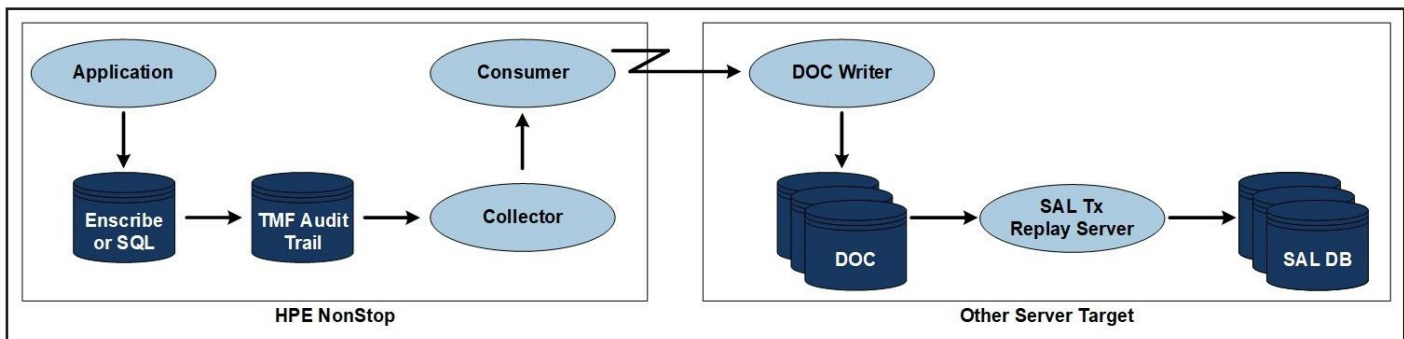 Application
Consumer
DOC Writer
Enscribe
or SQL
TMF Audit
Trail
Collector
DOC
SAL Tx
Replay Server
SAL DB
HPE NonStop
Other Server Target